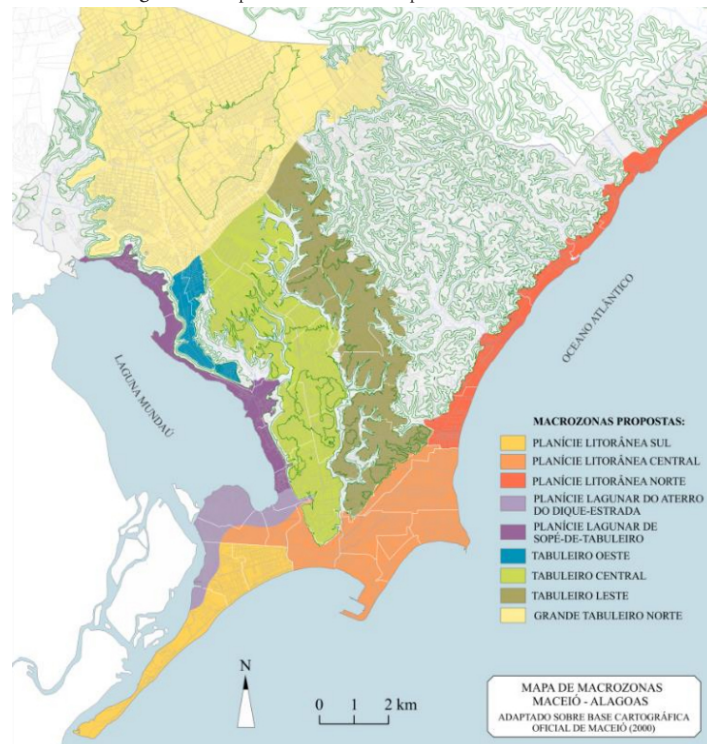 OCEANO ATLÂNTICO
LAGUNA MUNDAÚ
MACROZONAS PROPOSTAS:
PLANÍCIE LITORÂNEA SUL
PLANÍCIE LITORÂNEA CENTRAL
PLANÍCIE LITORÂNEA NORTE
PLANÍCIE LAGUNAR DO ATERRO
DO DIQUE-ESTRADA
PLANÍCIE LAGUNAR DE
SOPÉ-DE-TABULEIRO
TABULEIRO OESTE
TABULEIRO CENTRAL
TABULEIRO LESTE
GRANDE TABULEIRO NORTE
N
0 1 2 km
MAPA DE MACROZONAS
MACEIÓ - ALAGOAS
ADAPTADO SOBRE BASE CARTOGRÁFICA
OFICIAL DE MACEIÓ (2000)